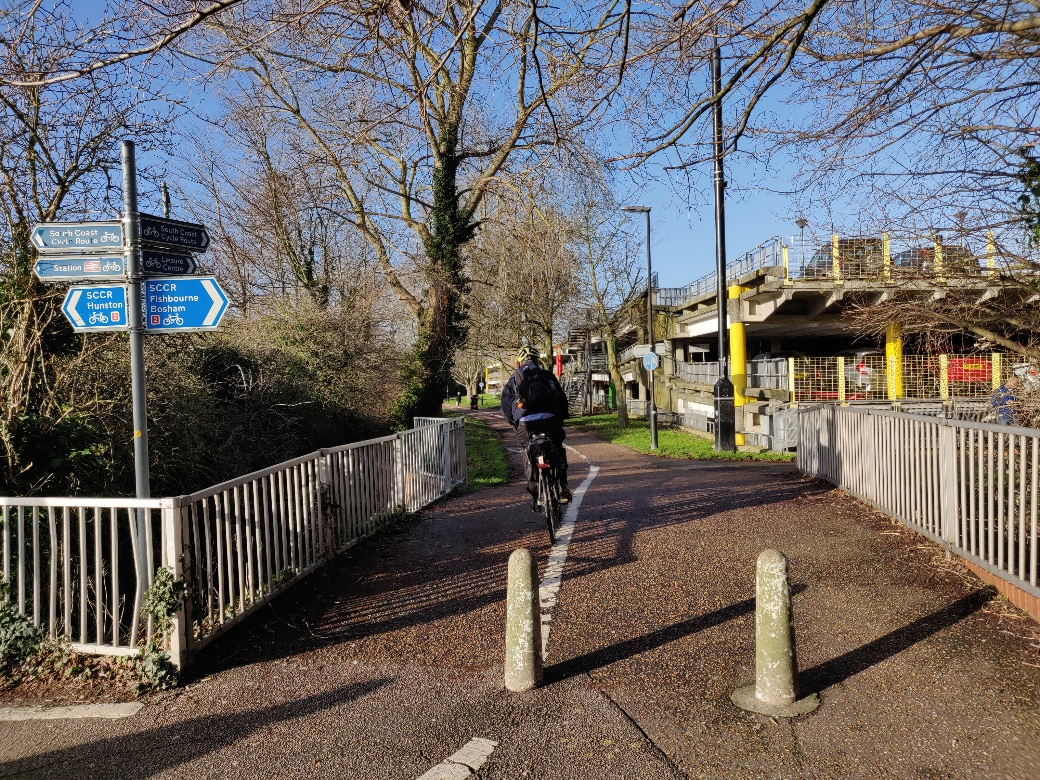 South Coast
Cycle Route
Station
SCCR
Hunston
2
South Coast
Cycle Route
Leisure
Centre
SCCR
Fishbourne
Bosham
2